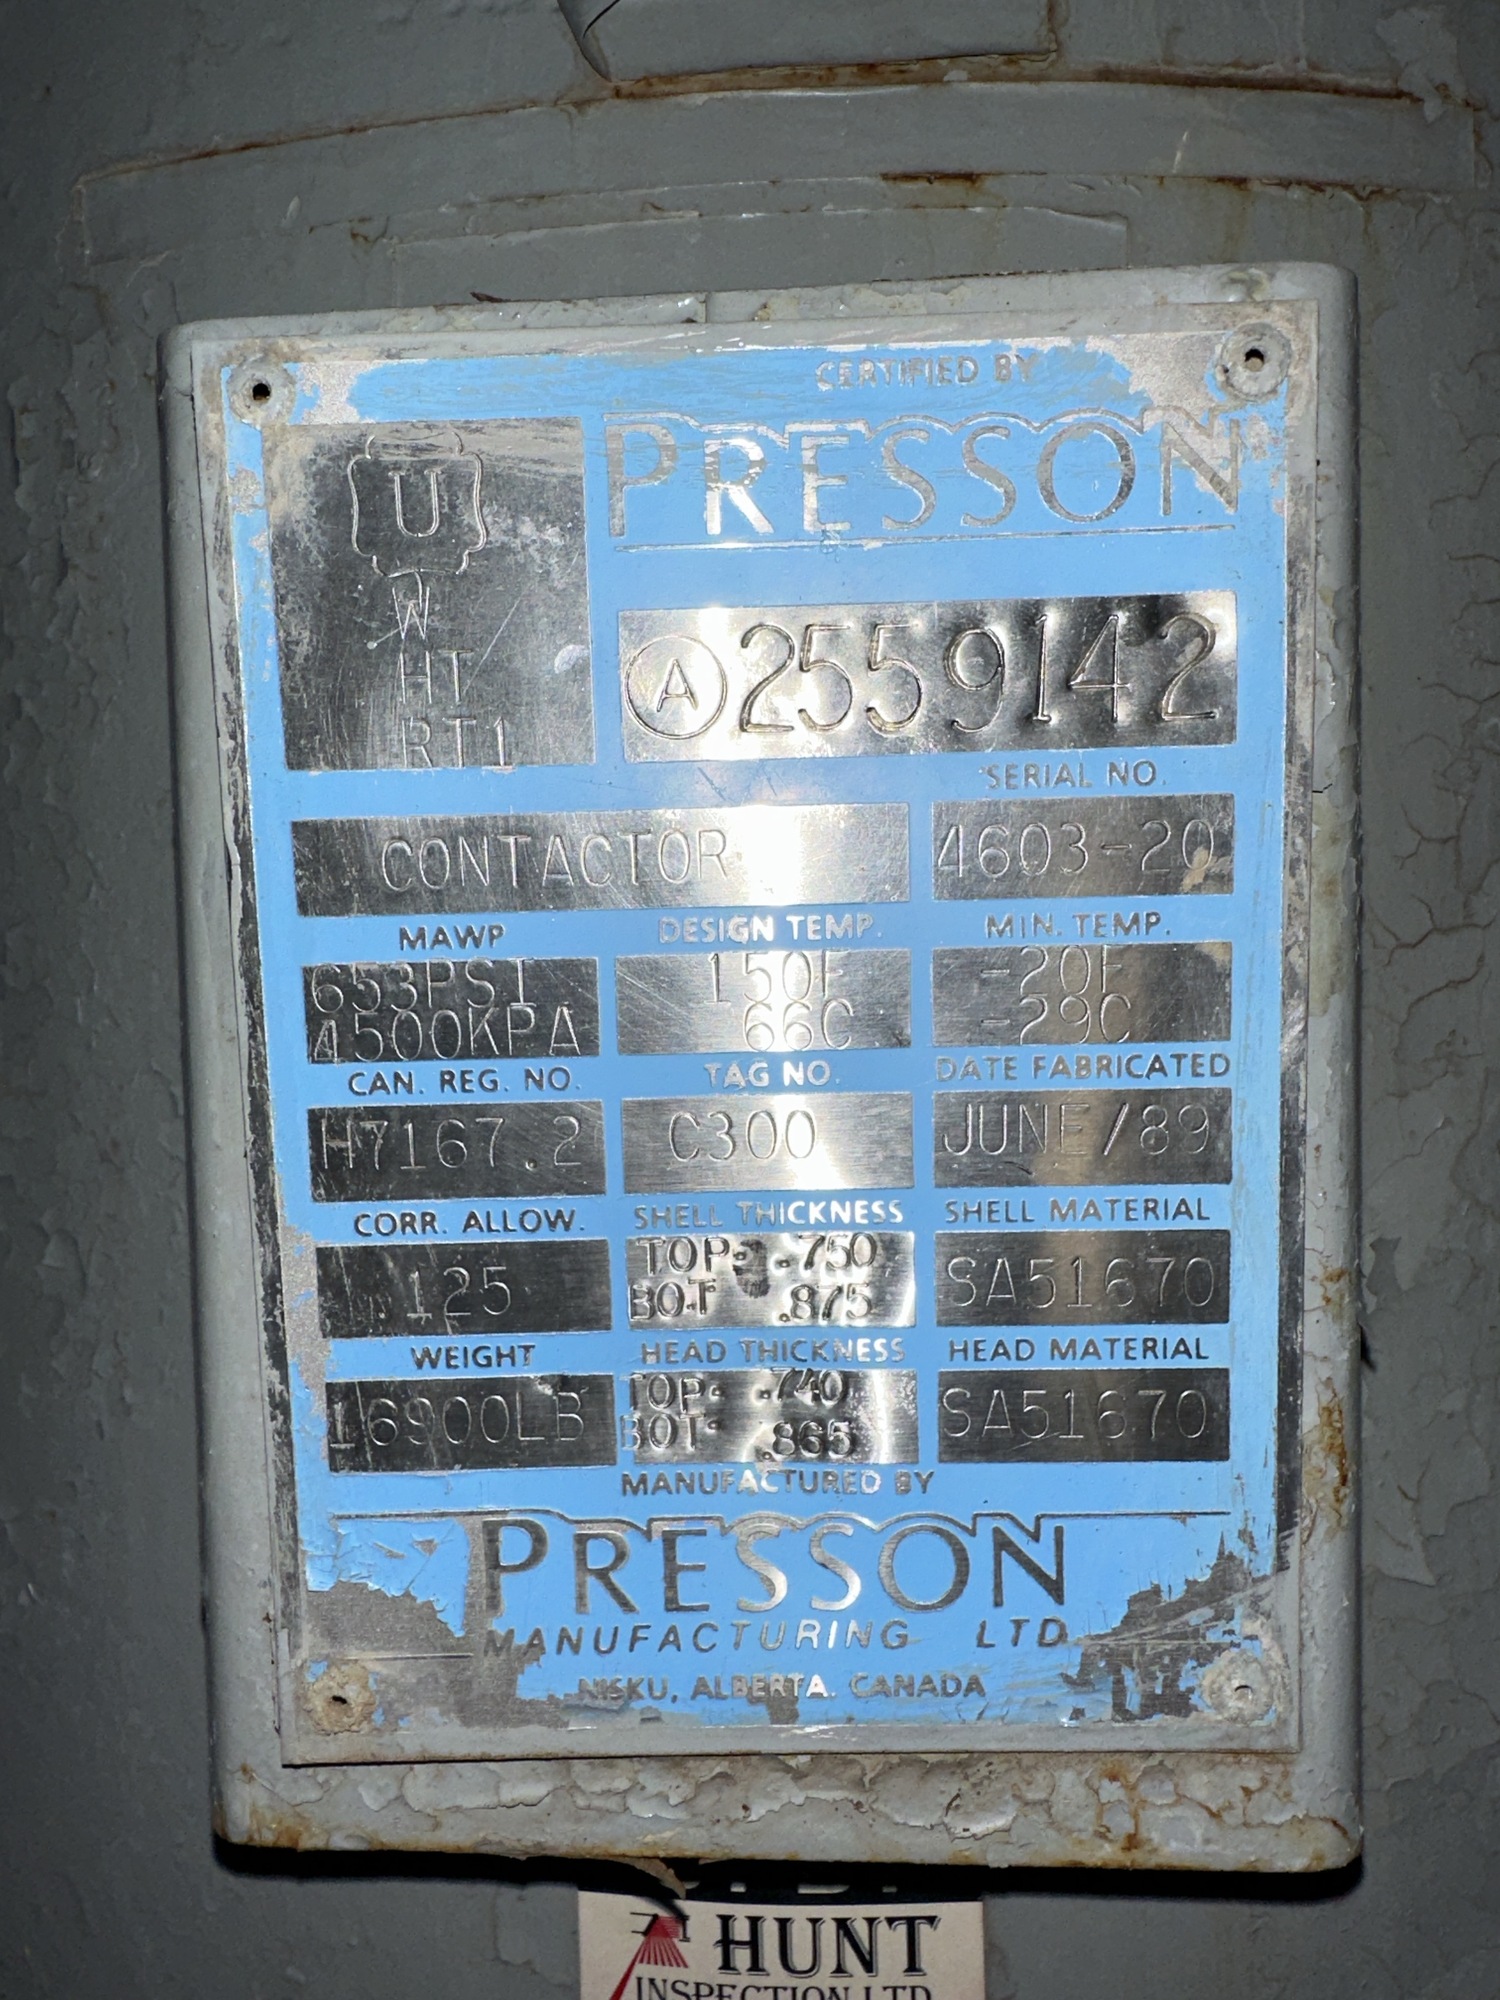 CERTIFIED BY
PRESSON
U
W
HT
RT1
A 2559142
SERIAL NO.
CONTACTOR
4603-20
MAWP
DESIGN TEMP.
MIN. TEMP.
653PSI
4500KPA
150F
66C
-20F
-29C
CAN. REG. NO.
TAG NO.
DATE FABRICATED
H7167.2
C300
JUNE/89
CORR. ALLOW.
SHELL THICKNESS
SHELL MATERIAL
.125
TOP: .750
BOT .875
SA51670
WEIGHT
HEAD THICKNESS
HEAD MATERIAL
16900LB
TOP: .740
BOT: .865
SA51670
MANUFACTURED BY
PRESSON
MANUFACTURING LTD.
NISKU, ALBERTA. CANADA
HUNT
INSPECTION LTD